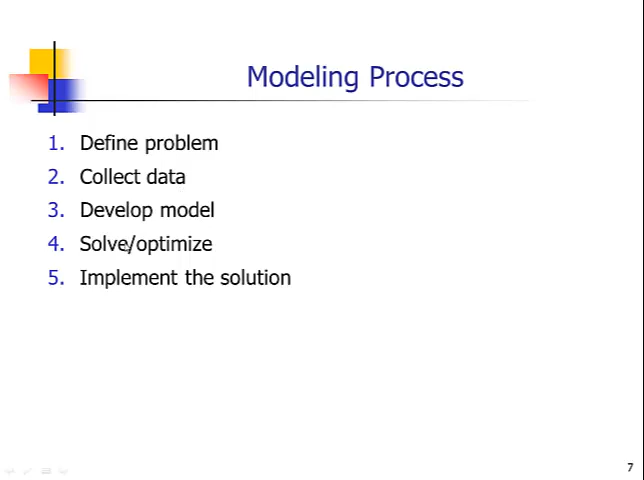 Modeling Process
1. Define problem
2. Collect data
3. Develop model
4. Solve/optimize
5. Implement the solution
7